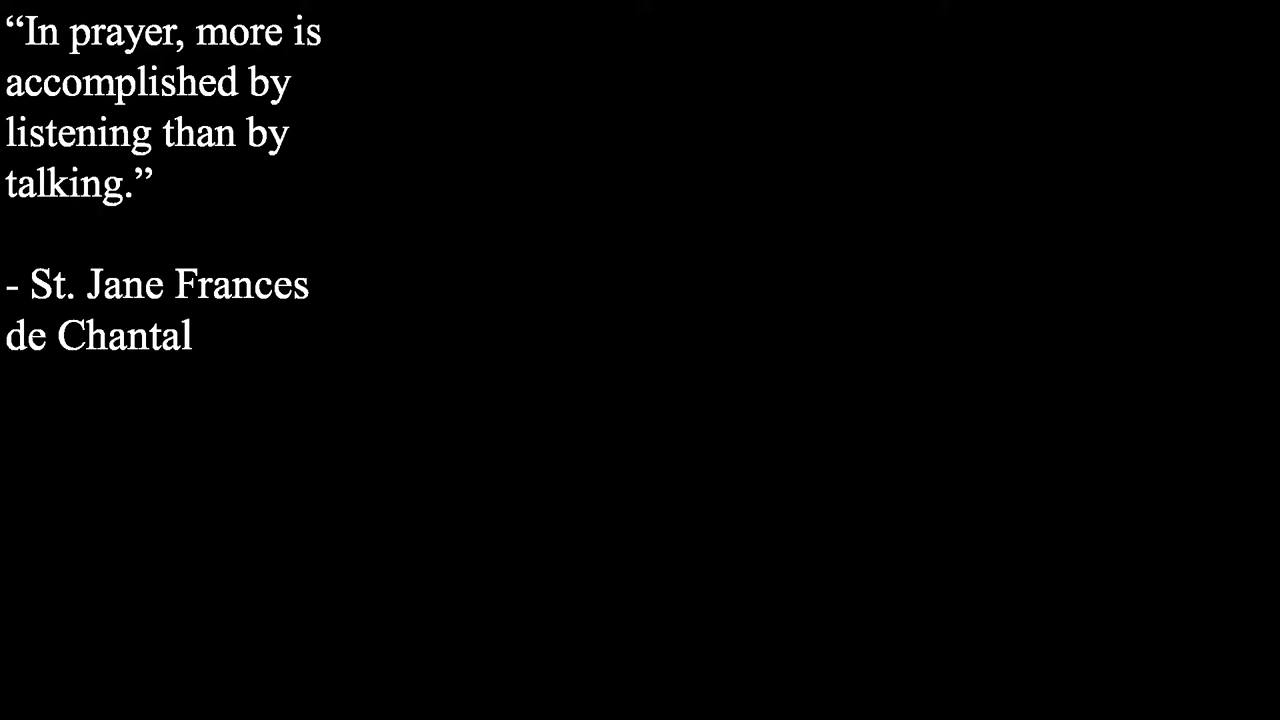 “In prayer, more is
accomplished by
listening than by
talking.”
- St. Jane Frances
de Chantal